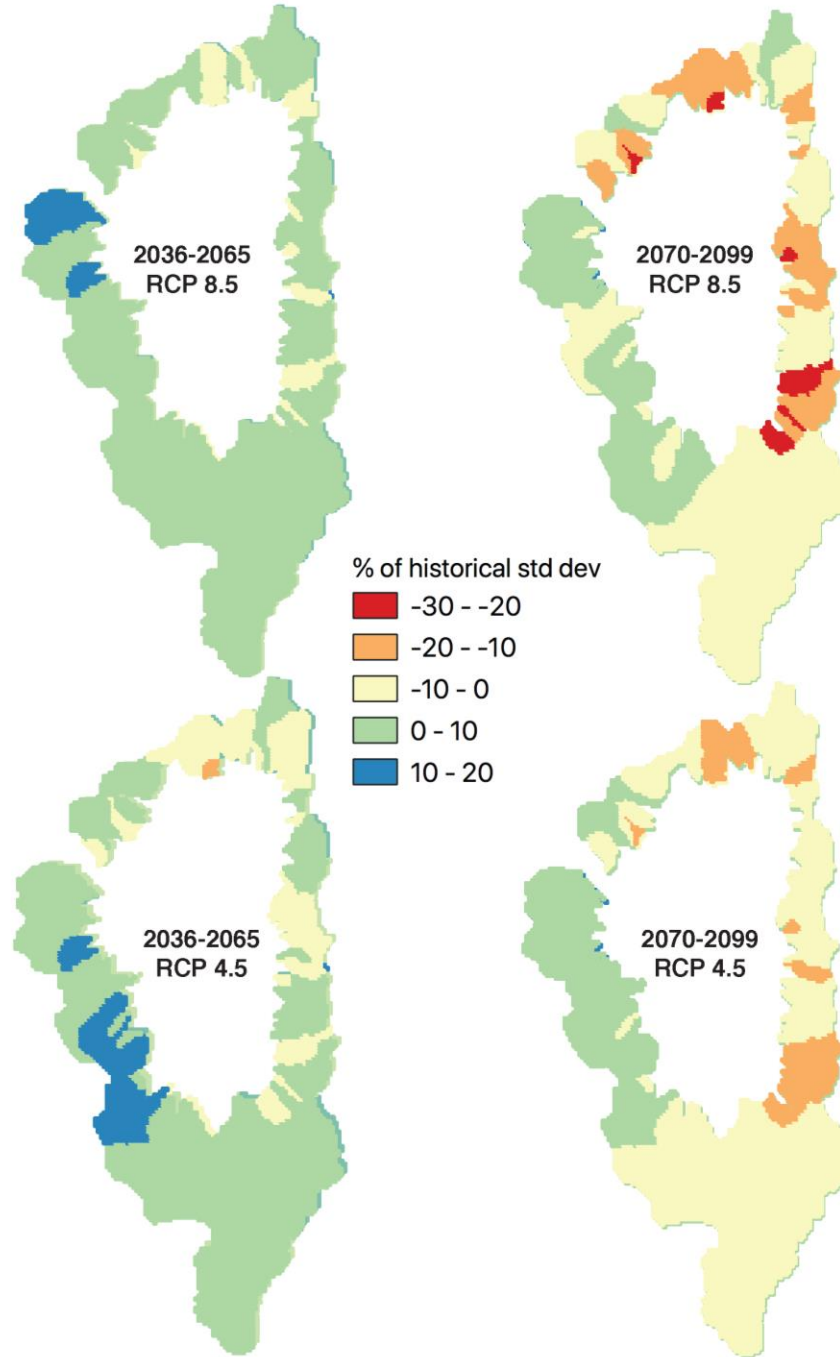 2036-2065
RCP 8.5
2070-2099
RCP 8.5
% of historical std dev
-30 - -20
-20 - -10
-10 - 0
0 - 10
10 - 20
2036-2065
RCP 4.5
2070-2099
RCP 4.5